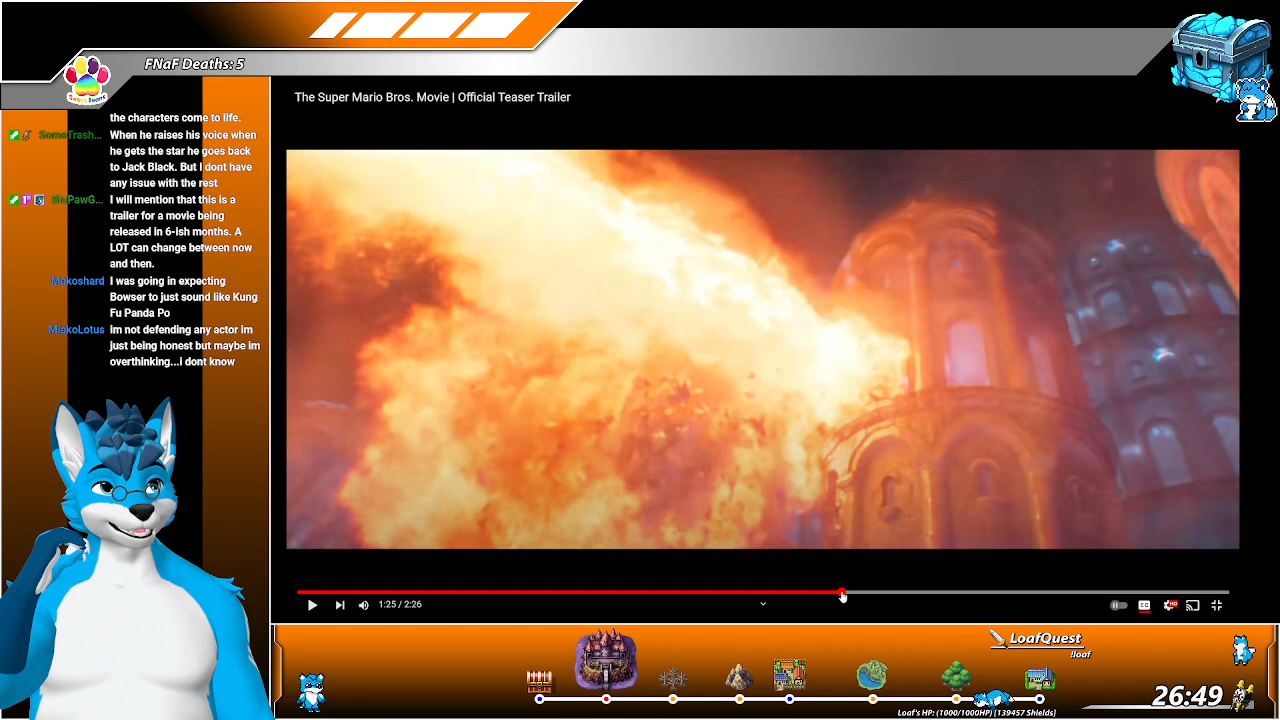 FNaF Deaths: 5
The Super Mario Bros. Movie | Official Teaser Trailer
the characters come to life.
SomeTrash... When he raises his voice when
he gets the star he goes back
to Jack Black. But I dont have
any issue with the rest
I will mention that this is a
trailer for a movie being
released in 6-ish months. A
LOT can change between now
and then.
Makoshard I was going in expecting
Bowser to just sound like Kung
Fu Panda Po
MiakoLotus im not defending any actor im
just being honest but maybe im
overthinking...i dont know
1:25 / 2:26
CC
HD
LoafQuest
!loaf
26:49
Loaf's HP: (1000/1000HP) [139457 Shields]